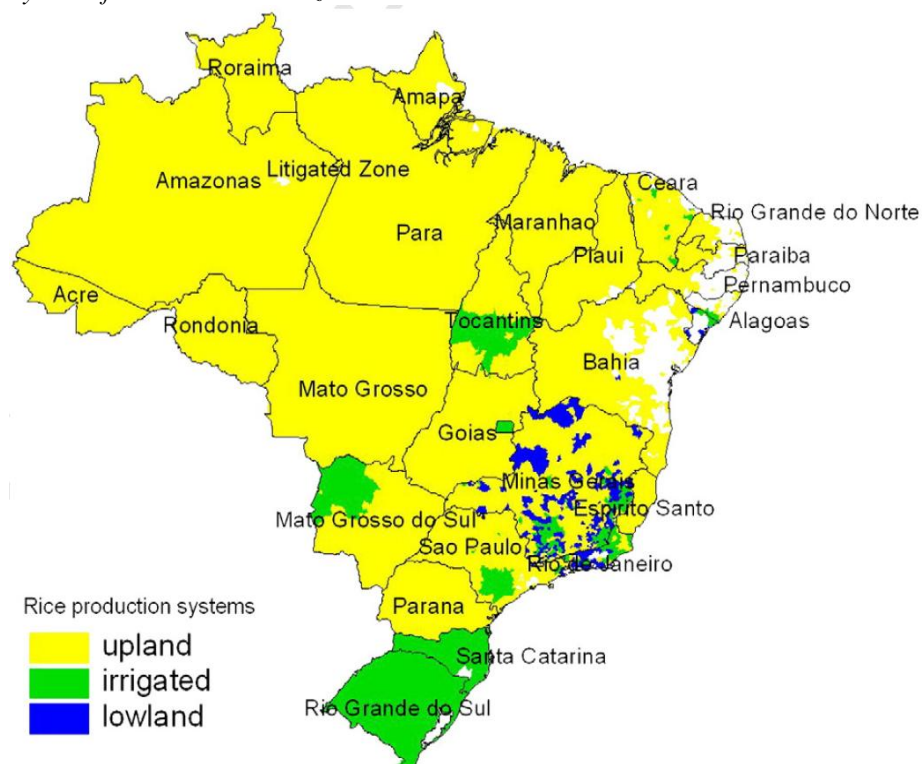 Roraima
Amapa
Litigated Zone
Amazonas
Ceara
Rio Grande do Norte
Maranhao
Para
Piaui
Paraiba
Pernambuco
Acre
Rondonia
Tocantins
Alagoas
Bahia
Mato Grosso
Goias
Minas Gerais
Espirito Santo
Mato Grosso do Sul
Sao Paulo
Rio de Janeiro
Parana
Santa Catarina
Rio Grande do Sul
Rice production systems
upland
irrigated
lowland